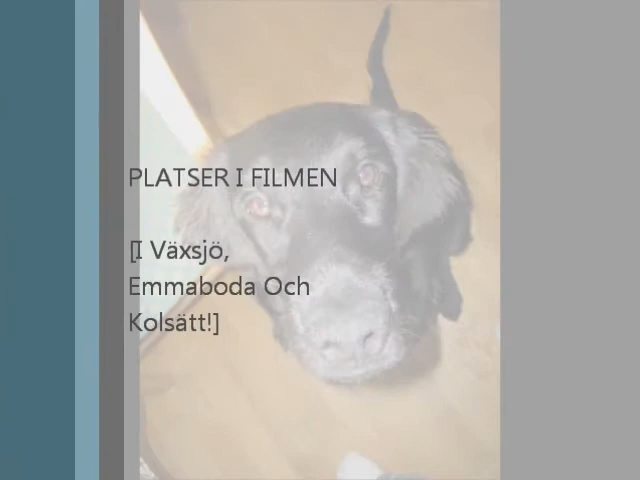 PLATSER I FILMEN
[I Växsjö,
Emmaboda Och
Kolsätt!]